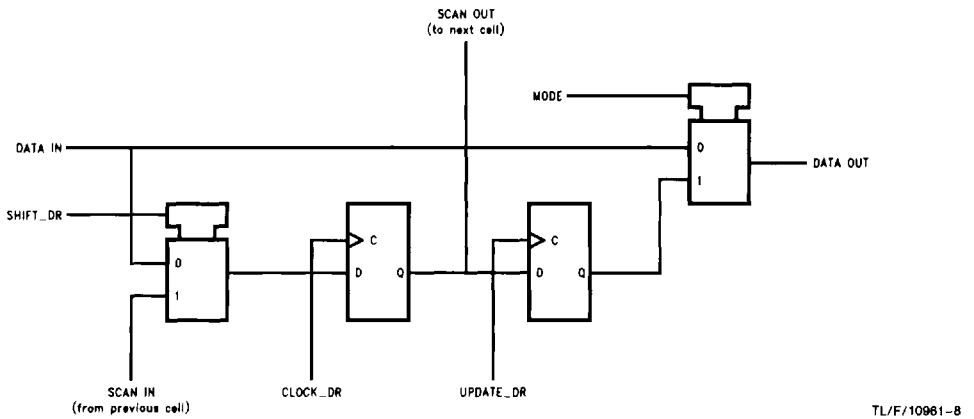 SCAN OUT
(to next cell)
MODE
DATA IN
0
DATA OUT
1
SHIFT_DR
C
C
0
D
Q
D
Q
1
SCAN IN
(from previous cell)
CLOCK_DR
UPDATE_DR
TL/F/10961-8